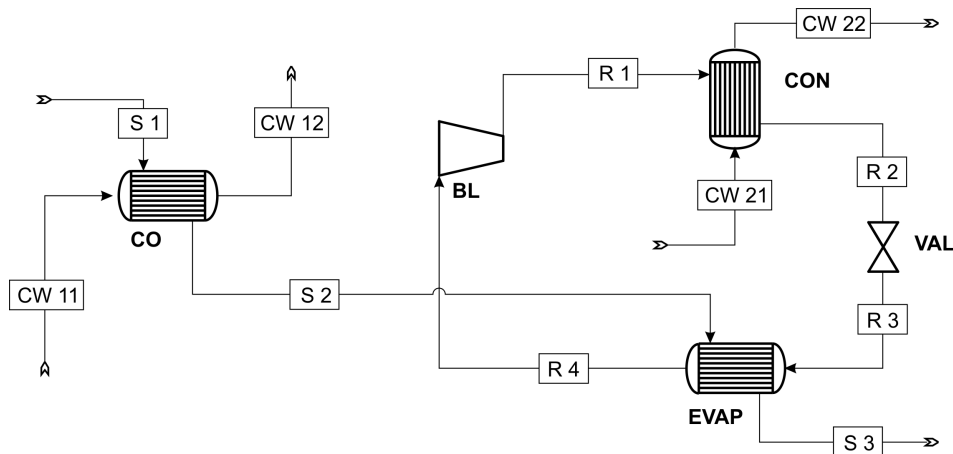 CW 22
R 1
CON
S 1
CW 12
R 2
BL
CW 21
CO
VAL
CW 11
S 2
R 3
R 4
EVAP
S 3